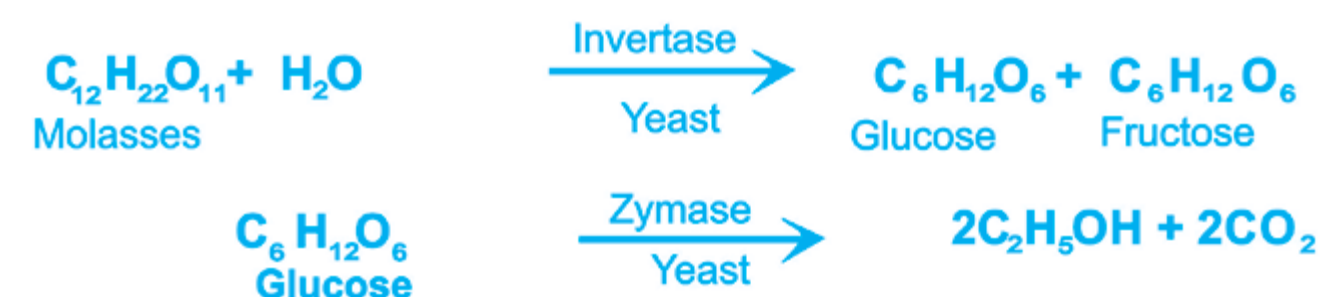 Invertase
C₁₂H₂₂O₁₁+ H₂O C₆H₁₂O₆ + C₆H₁₂O₆
Yeast
Molasses Glucose Fructose
Zymase
C₆H₁₂O₆ 2C₂H₅OH + 2CO₂
Yeast
Glucose